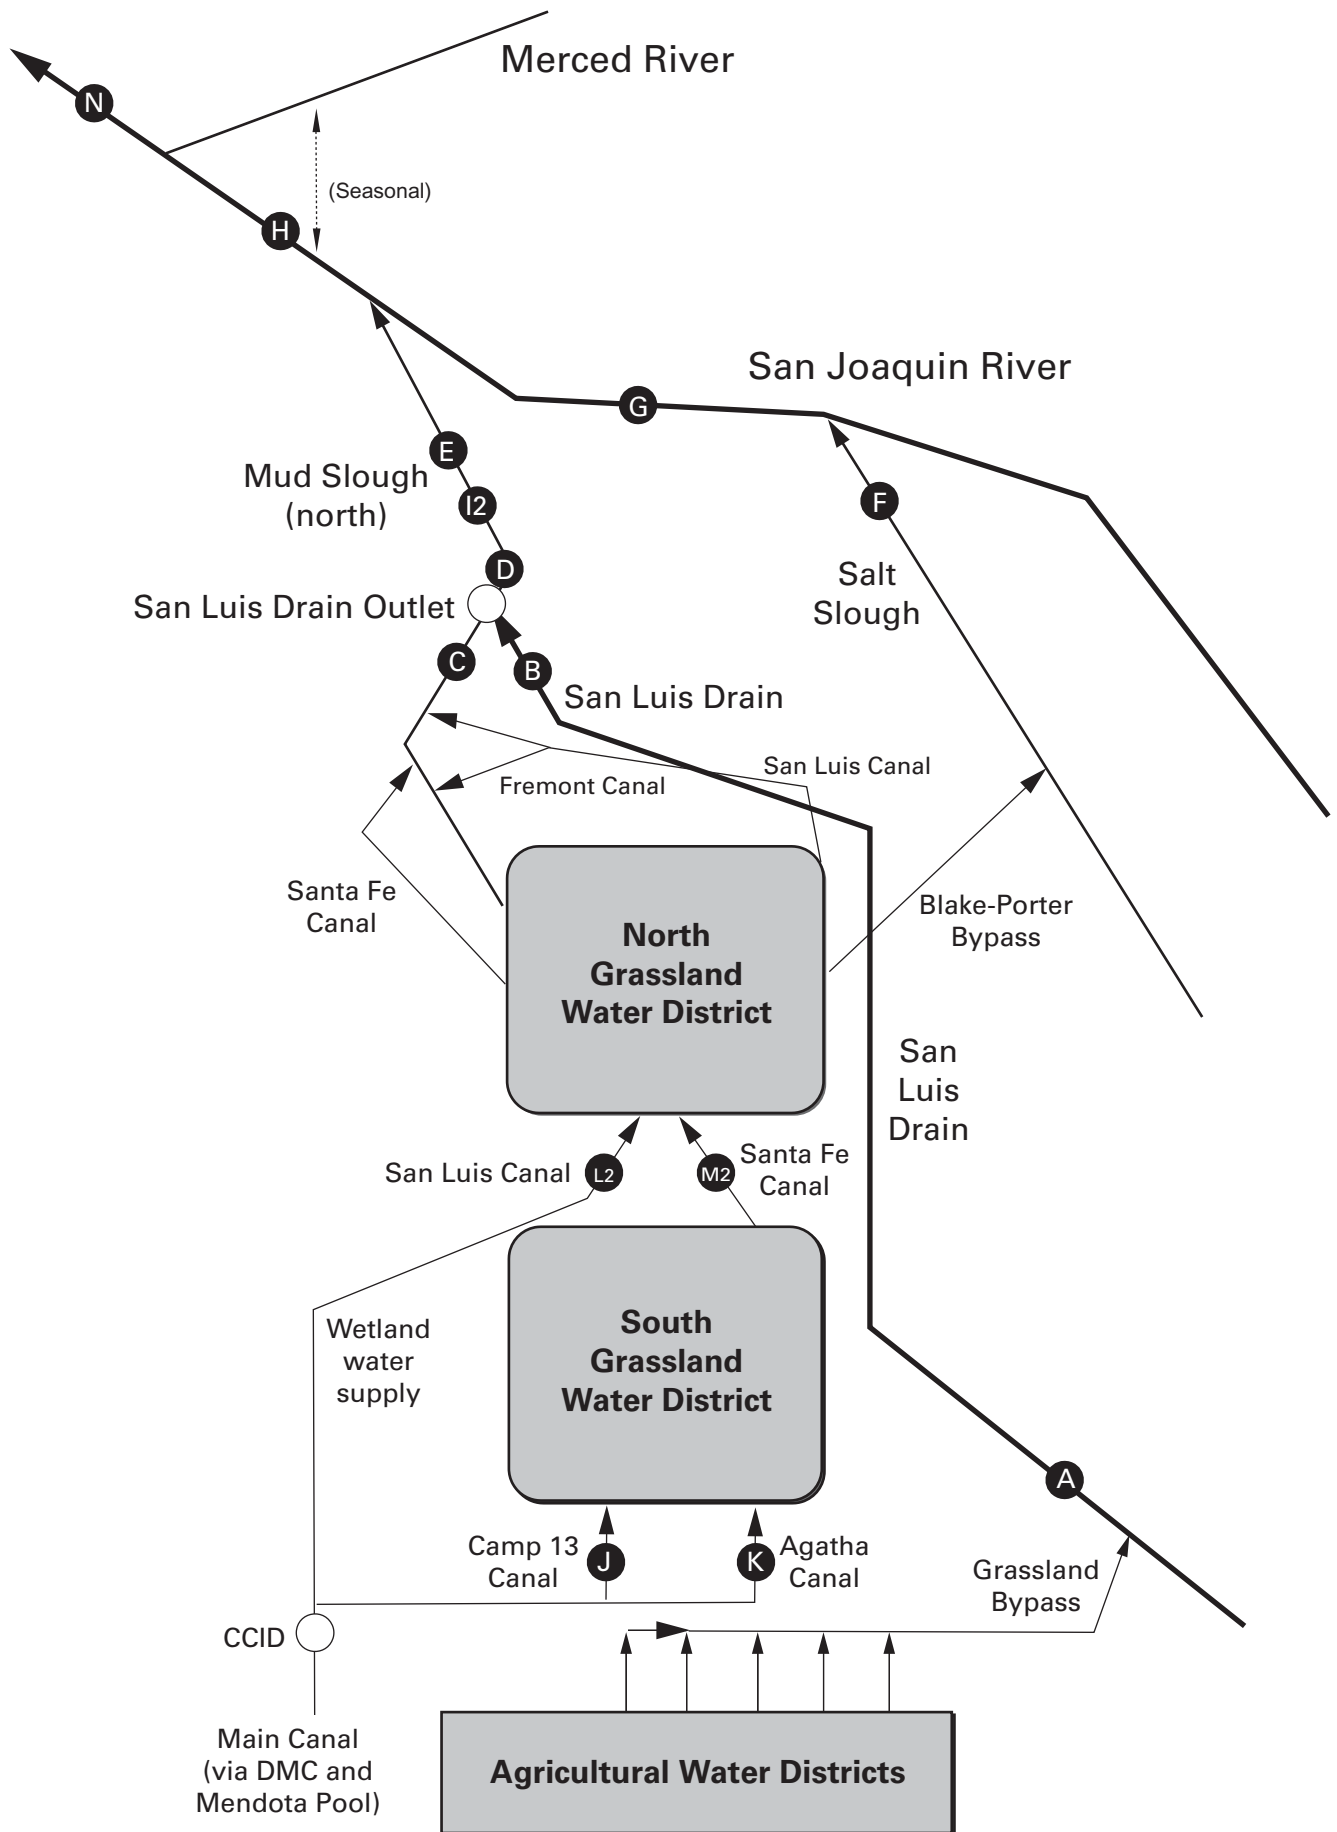 Merced River
N
(Seasonal)
H
San Joaquin River
G
E
Mud Slough
(north)
I2
F
D
Salt
Slough
San Luis Drain Outlet
C
B
San Luis Drain
San Luis Canal
Fremont Canal
Santa Fe
Canal
Blake-Porter
Bypass
North
Grassland
Water District
San
Luis
Drain
San Luis Canal
L2
M2
Santa Fe
Canal
Wetland
water
supply
South
Grassland
Water District
A
Camp 13
Canal
J
K
Agatha
Canal
Grassland
Bypass
CCID
Main Canal
(via DMC and
Mendota Pool)
Agricultural Water Districts